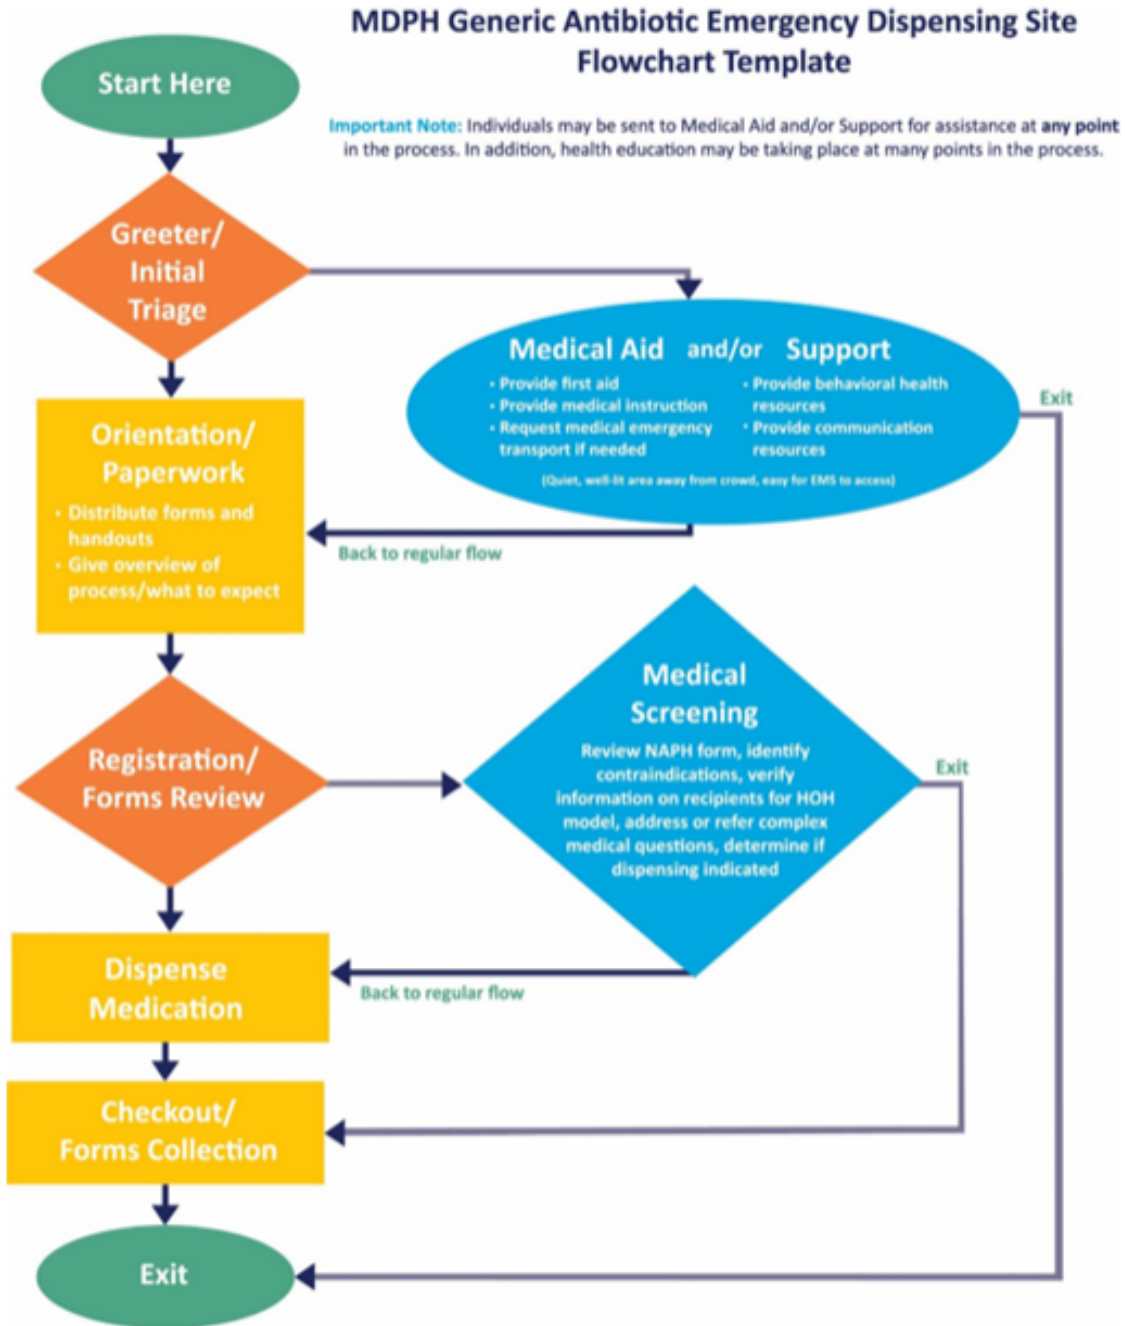 MDPH Generic Antibiotic Emergency Dispensing Site
Flowchart Template
Important Note: Individuals may be sent to Medical Aid and/or Support for assistance at any point
in the process. In addition, health education may be taking place at many points in the process.
Start Here
Greeter/
Initial
Triage
Medical Aid and/or Support
• Provide first aid
• Provide medical instruction
• Request medical emergency
transport if needed
• Provide behavioral health
resources
• Provide communication
resources
(Quiet, well-lit area away from crowd, easy for EMS to access)
Exit
Back to regular flow
Orientation/
Paperwork
• Distribute forms and
handouts
• Give overview of
process/what to expect
Registration/
Forms Review
Medical
Screening
Review NAPH form, identify
contraindications, verify
information on recipients for HOH
model, address or refer complex
medical questions, determine if
dispensing indicated
Exit
Back to regular flow
Dispense
Medication
Checkout/
Forms Collection
Exit